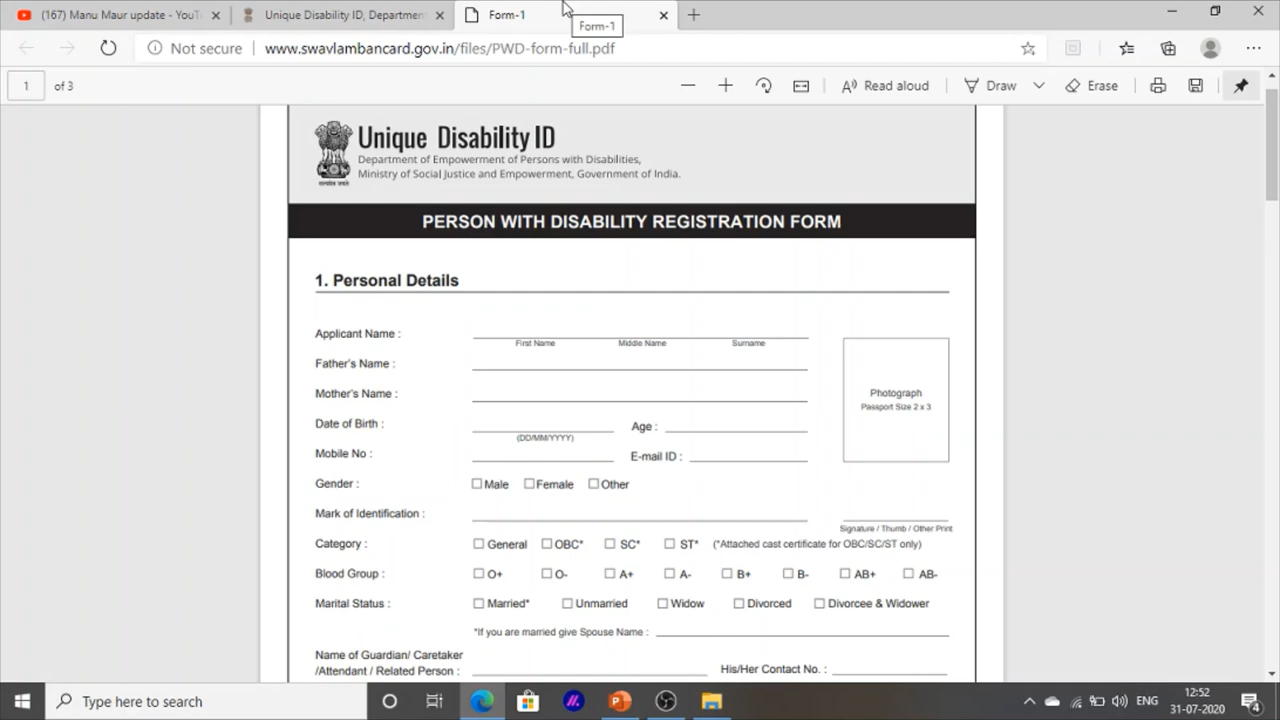 (167) Manu Maur update - YouT
Unique Disability ID, Departmen
Form-1
Form-1
Not secure
www.swavlambancard.gov.in/files/PWD-form-full.pdf
1 of 3
Read aloud
Draw
Erase
Unique Disability ID
Department of Empowerment of Persons with Disabilities,
Ministry of Social Justice and Empowerment, Government of India.
सत्यमेव जयते
PERSON WITH DISABILITY REGISTRATION FORM
1. Personal Details
Applicant Name :
First Name Middle Name Surname
Father's Name :
Mother's Name :
Photograph
Passport Size 2 x 3
Date of Birth : Age :
(DD/MM/YYYY)
Mobile No : E-mail ID :
Gender : Male Female Other
Mark of Identification :
Signature / Thumb / Other Print
Category : General OBC* SC* ST* (*Attached cast certificate for OBC/SC/ST only)
Blood Group : O+ O- A+ A- B+ B- AB+ AB-
Marital Status : Married* Unmarried Widow Divorced Divorcee & Widower
*If you are married give Spouse Name :
Name of Guardian/ Caretaker
/Attendant / Related Person : His/Her Contact No. :
Type here to search
ENG
12:52
31-07-2020
4